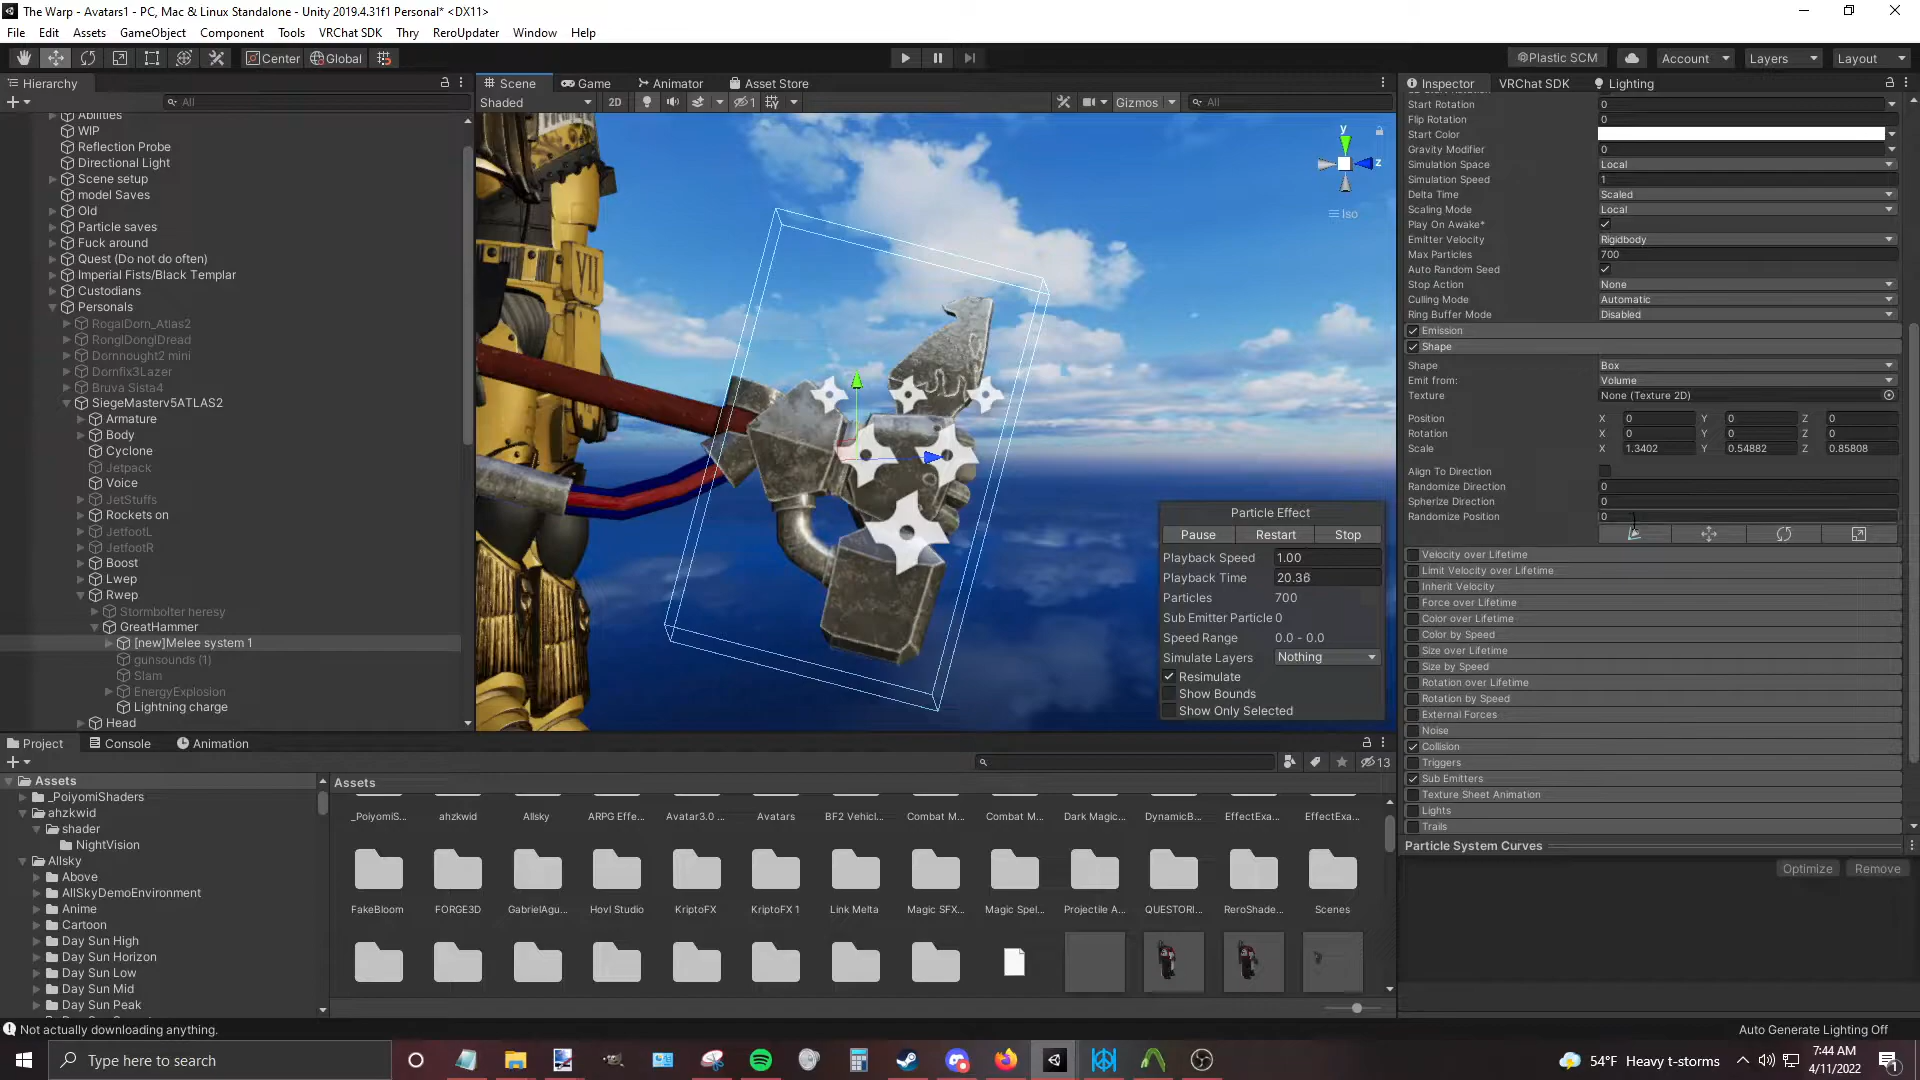 The Warp - Avatars1 - PC, Mac & Linux Standalone - Unity 2019.4.31f1 Personal* <DX11>
File Edit Assets GameObject Component Tools VRChat SDK Thry ReroUpdater Window Help
Center Global Plastic SCM Account Layers Layout
Hierarchy
All
Abilities
WIP
Reflection Probe
Directional Light
Scene setup
model Saves
Old
Particle saves
Fuck around
Quest (Do not do often)
Imperial Fists/Black Templar
Custodians
Personals
RogalDorn_Atlas2
RonglDonglDread
Dornnought2 mini
Dornfix3Lazer
Bruva Sista4
SiegeMasterv5ATLAS2
Armature
Body
Cyclone
Jetpack
Voice
JetStuffs
Rockets on
JetfootL
JetfootR
Boost
Lwep
Rwep
Stormbolter heresy
GreatHammer
[new]Melee system 1
gunsounds (1)
Slam
EnergyExplosion
Lightning charge
Head
Scene Game Animator Asset Store
Shaded 2D 1 Gizmos All
y
z
Iso
VII
Particle Effect
Pause Restart Stop
Playback Speed 1.00
Playback Time 20.36
Particles 700
Sub Emitter Particle 0
Speed Range 0.0 - 0.0
Simulate Layers Nothing
Resimulate
Show Bounds
Show Only Selected
Inspector VRChat SDK Lighting
Start Rotation 0
Flip Rotation 0
Start Color
Gravity Modifier 0
Simulation Space Local
Simulation Speed 1
Delta Time Scaled
Scaling Mode Local
Play On Awake*
Emitter Velocity Rigidbody
Max Particles 700
Auto Random Seed
Stop Action None
Culling Mode Automatic
Ring Buffer Mode Disabled
Emission
Shape
Shape Box
Emit from: Volume
Texture None (Texture 2D)
Position X 0 Y 0 Z 0
Rotation X 0 Y 0 Z 0
Scale X 1.3402 Y 0.54882 Z 0.85808
Align To Direction
Randomize Direction 0
Spherize Direction 0
Randomize Position 0
Velocity over Lifetime
Limit Velocity over Lifetime
Inherit Velocity
Force over Lifetime
Color over Lifetime
Color by Speed
Size over Lifetime
Size by Speed
Rotation over Lifetime
Rotation by Speed
External Forces
Noise
Collision
Triggers
Sub Emitters
Texture Sheet Animation
Lights
Trails
Particle System Curves
Optimize Remove
Project Console Animation
13
Assets
_PoiyomiShaders
ahzkwid
shader
NightVision
Allsky
Above
AllSkyDemoEnvironment
Anime
Cartoon
Day Sun High
Day Sun Horizon
Day Sun Low
Day Sun Mid
Day Sun Peak
Assets
_PoiyomiS... ahzkwid Allsky ARPG Effe... Avatar3.0 ... Avatars BF2 Vehicl... Combat M... Combat M... Dark Magic... DynamicB... EffectExa... EffectExa...
FakeBloom FORGE3D GabrielAgu... Hovl Studio KriptoFX KriptoFX 1 Link Melta Magic SFX... Magic Spel... Projectile A... QUESTORI... ReroShade... Scenes
Not actually downloading anything.
Auto Generate Lighting Off
Type here to search
54°F Heavy t-storms
7:44 AM
4/11/2022
1